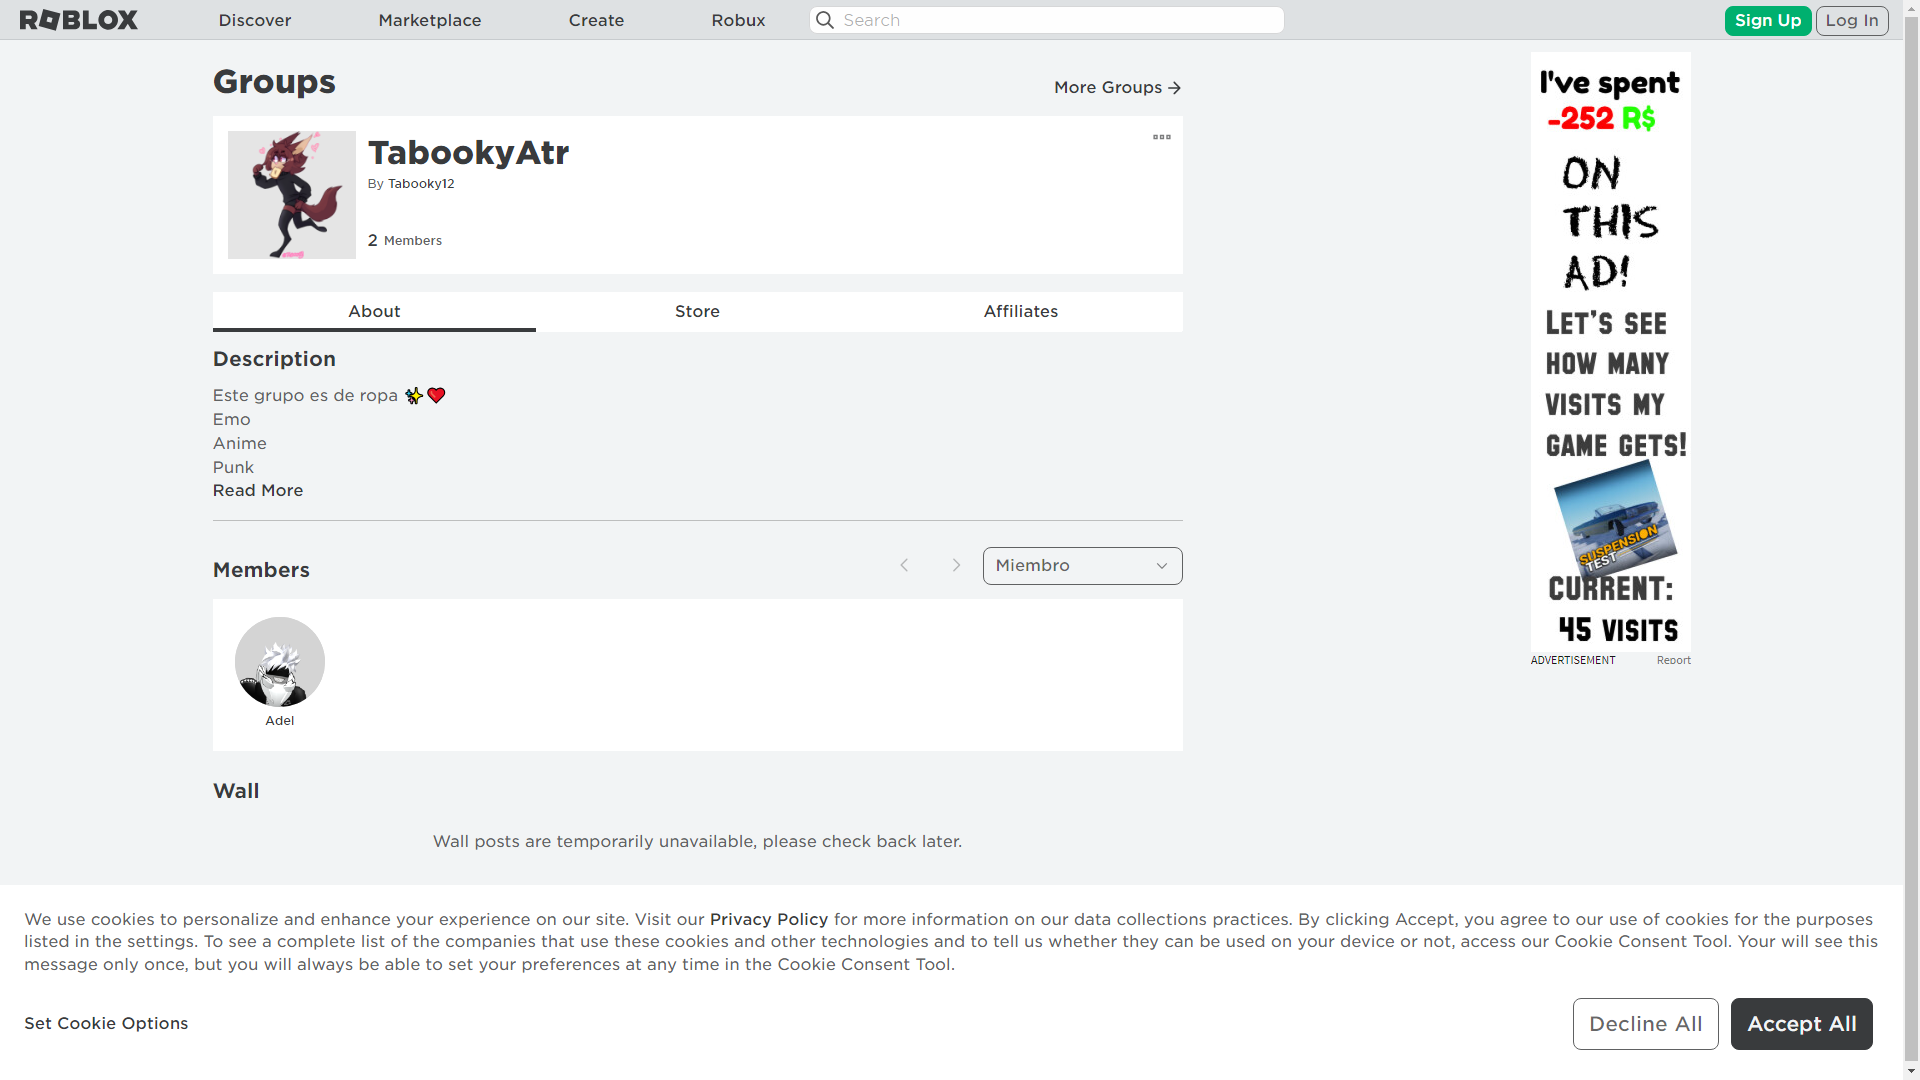 ROBLOX
Discover
Marketplace
Create
Robux
Search
Sign Up
Log In
Groups
More Groups
TabookyAtr
By Tabooky12
2 Members
About
Store
Affiliates
Description
Este grupo es de ropa ✨❤️
Emo
Anime
Punk
Read More
Members
Miembro
Adel
Wall
Wall posts are temporarily unavailable, please check back later.
I've spent
-252 R$
ON
THIS
AD!
LET'S SEE
HOW MANY
VISITS MY
GAME GETS!
SUSPENSION
TEST
CURRENT:
45 VISITS
ADVERTISEMENT
Report
We use cookies to personalize and enhance your experience on our site. Visit our Privacy Policy for more information on our data collections practices. By clicking Accept, you agree to our use of cookies for the purposes
listed in the settings. To see a complete list of the companies that use these cookies and other technologies and to tell us whether they can be used on your device or not, access our Cookie Consent Tool. Your will see this
message only once, but you will always be able to set your preferences at any time in the Cookie Consent Tool.
Set Cookie Options
Decline All
Accept All